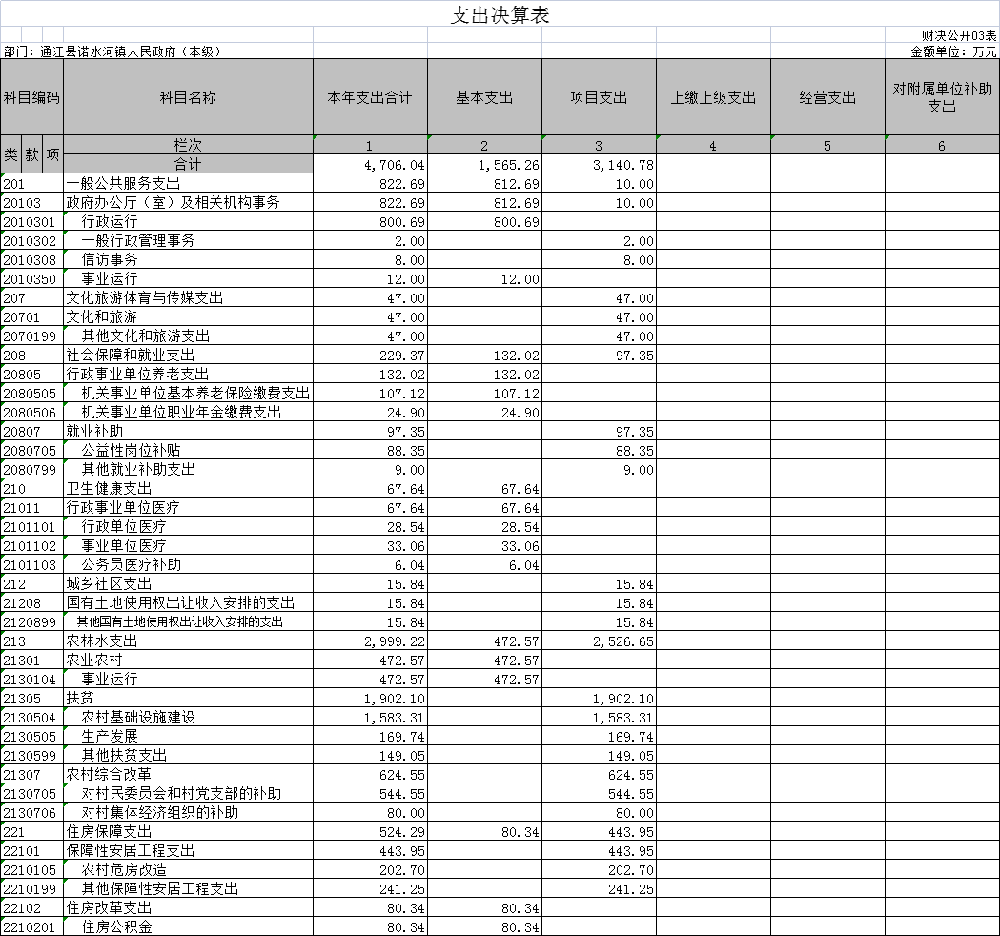 支出决算表
财决公开03表
部门：通江县诺水河镇人民政府（本级） 金额单位：万元
科目编码 科目名称 本年支出合计 基本支出 项目支出 上缴上级支出 经营支出 对附属单位补助支出
类 款 项 栏次 1 2 3 4 5 6
合计 4,706.04 1,565.26 3,140.78
201 一般公共服务支出 822.69 812.69 10.00
20103 政府办公厅（室）及相关机构事务 822.69 812.69 10.00
2010301 行政运行 800.69 800.69
2010302 一般行政管理事务 2.00 2.00
2010308 信访事务 8.00 8.00
2010350 事业运行 12.00 12.00
207 文化旅游体育与传媒支出 47.00 47.00
20701 文化和旅游 47.00 47.00
2070199 其他文化和旅游支出 47.00 47.00
208 社会保障和就业支出 229.37 132.02 97.35
20805 行政事业单位养老支出 132.02 132.02
2080505 机关事业单位基本养老保险缴费支出 107.12 107.12
2080506 机关事业单位职业年金缴费支出 24.90 24.90
20807 就业补助 97.35 97.35
2080705 公益性岗位补贴 88.35 88.35
2080799 其他就业补助支出 9.00 9.00
210 卫生健康支出 67.64 67.64
21011 行政事业单位医疗 67.64 67.64
2101101 行政单位医疗 28.54 28.54
2101102 事业单位医疗 33.06 33.06
2101103 公务员医疗补助 6.04 6.04
212 城乡社区支出 15.84 15.84
21208 国有土地使用权出让收入安排的支出 15.84 15.84
2120899 其他国有土地使用权出让收入安排的支出 15.84 15.84
213 农林水支出 2,999.22 472.57 2,526.65
21301 农业农村 472.57 472.57
2130104 事业运行 472.57 472.57
21305 扶贫 1,902.10 1,902.10
2130504 农村基础设施建设 1,583.31 1,583.31
2130505 生产发展 169.74 169.74
2130599 其他扶贫支出 149.05 149.05
21307 农村综合改革 624.55 624.55
2130705 对村民委员会和村党支部的补助 544.55 544.55
2130706 对村集体经济组织的补助 80.00 80.00
221 住房保障支出 524.29 80.34 443.95
22101 保障性安居工程支出 443.95 443.95
2210105 农村危房改造 202.70 202.70
2210199 其他保障性安居工程支出 241.25 241.25
22102 住房改革支出 80.34 80.34
2210201 住房公积金 80.34 80.34